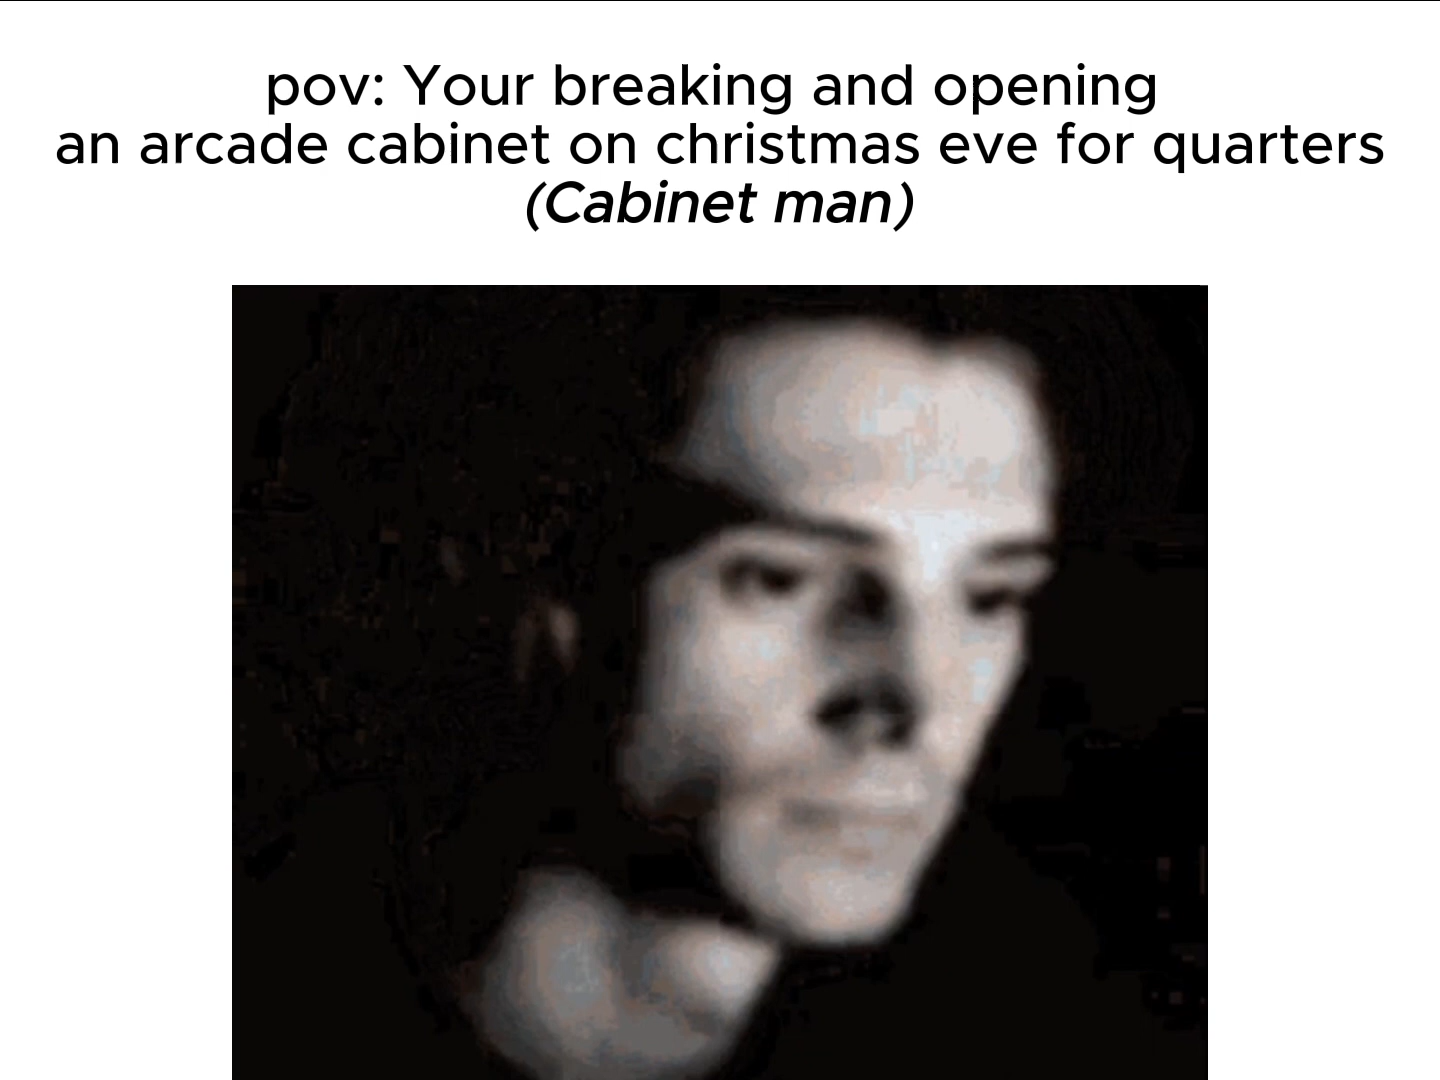 pov: Your breaking and opening
an arcade cabinet on christmas eve for quarters
(Cabinet man)